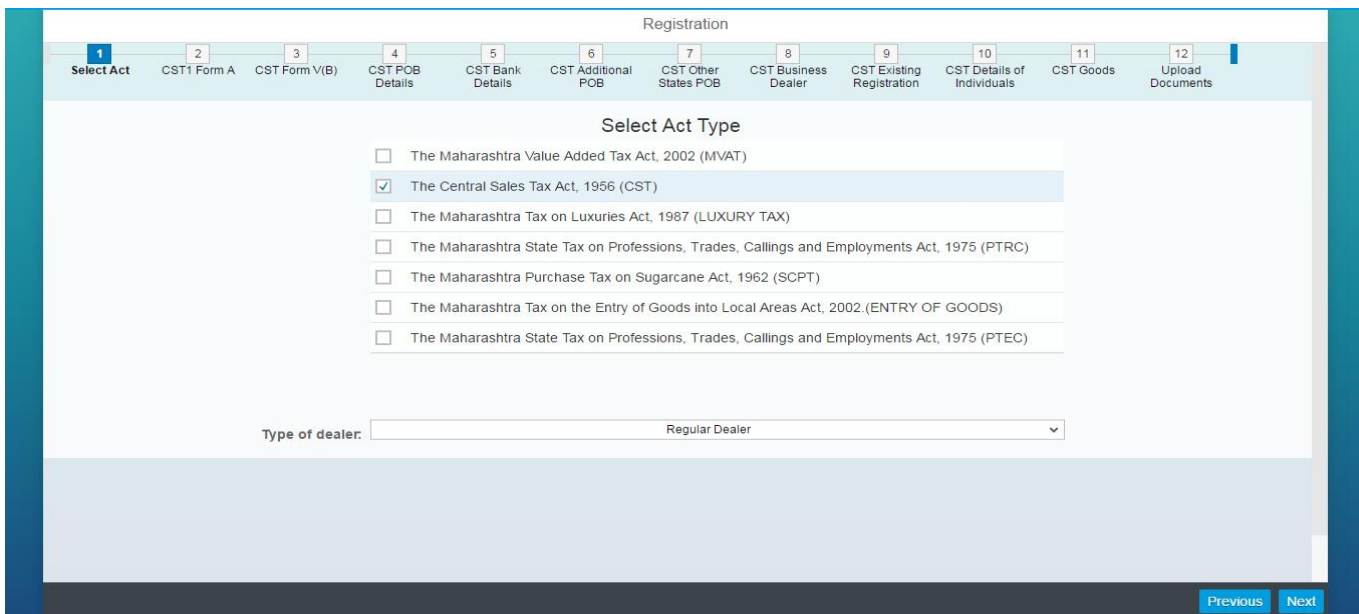 Registration
1 2 3 4 5 6 7 8 9 10 11 12
Select Act CST1 Form A CST Form V(B) CST POB CST Bank CST Additional CST Other CST Business CST Existing CST Details of CST Goods Upload
Details Details POB States POB Dealer Registration Individuals Documents
Select Act Type
The Maharashtra Value Added Tax Act, 2002 (MVAT)
The Central Sales Tax Act, 1956 (CST)
The Maharashtra Tax on Luxuries Act, 1987 (LUXURY TAX)
The Maharashtra State Tax on Professions, Trades, Callings and Employments Act, 1975 (PTRC)
The Maharashtra Purchase Tax on Sugarcane Act, 1962 (SCPT)
The Maharashtra Tax on the Entry of Goods into Local Areas Act, 2002.(ENTRY OF GOODS)
The Maharashtra State Tax on Professions, Trades, Callings and Employments Act, 1975 (PTEC)
Type of dealer: Regular Dealer
Previous Next